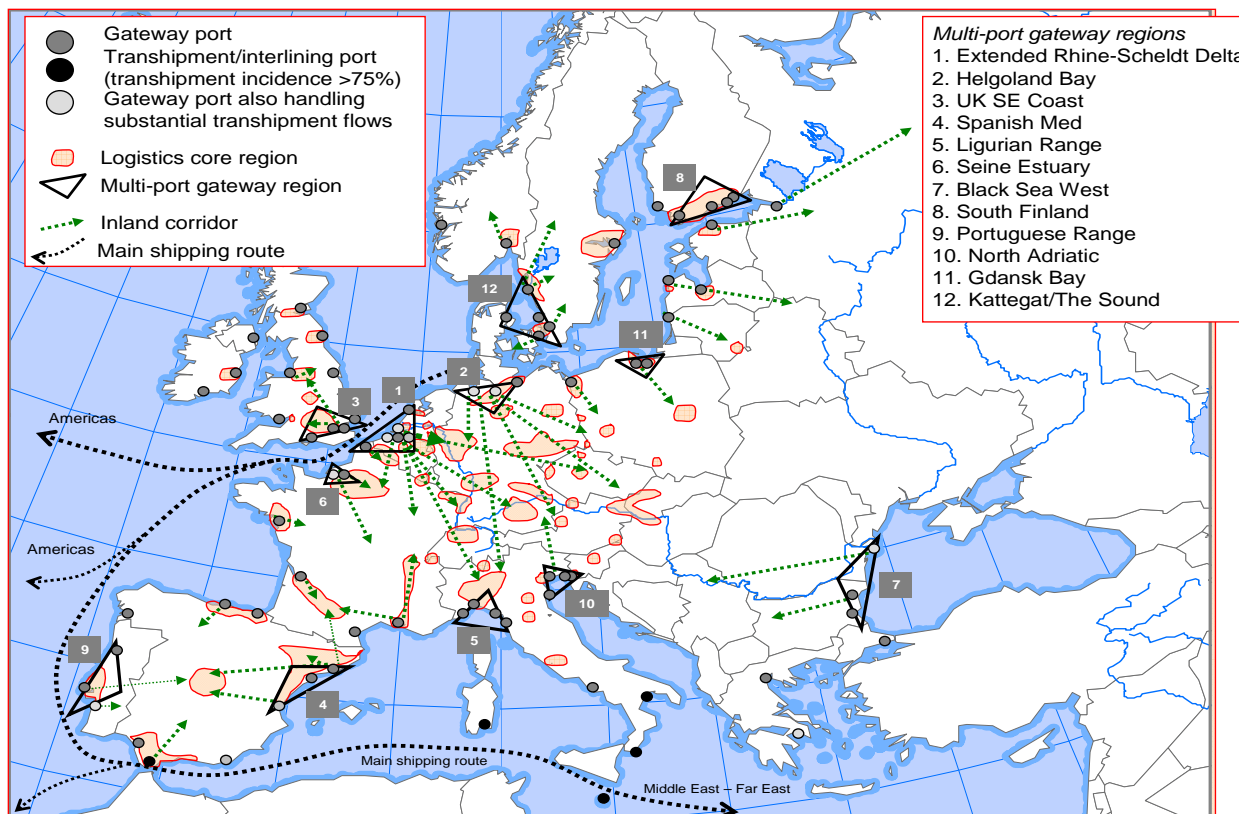 Gateway port
Transhipment/interlining port
(transhipment incidence >75%)
Gateway port also handling
substantial transhipment flows
Logistics core region
Multi-port gateway region
Inland corridor
Main shipping route
Multi-port gateway regions
1. Extended Rhine-Scheldt Delta
2. Helgoland Bay
3. UK SE Coast
4. Spanish Med
5. Ligurian Range
6. Seine Estuary
7. Black Sea West
8. South Finland
9. Portuguese Range
10. North Adriatic
11. Gdansk Bay
12. Kattegat/The Sound
8
12
11
2
1
3
Americas
6
Americas
7
10
5
9
4
Main shipping route
Middle East – Far East